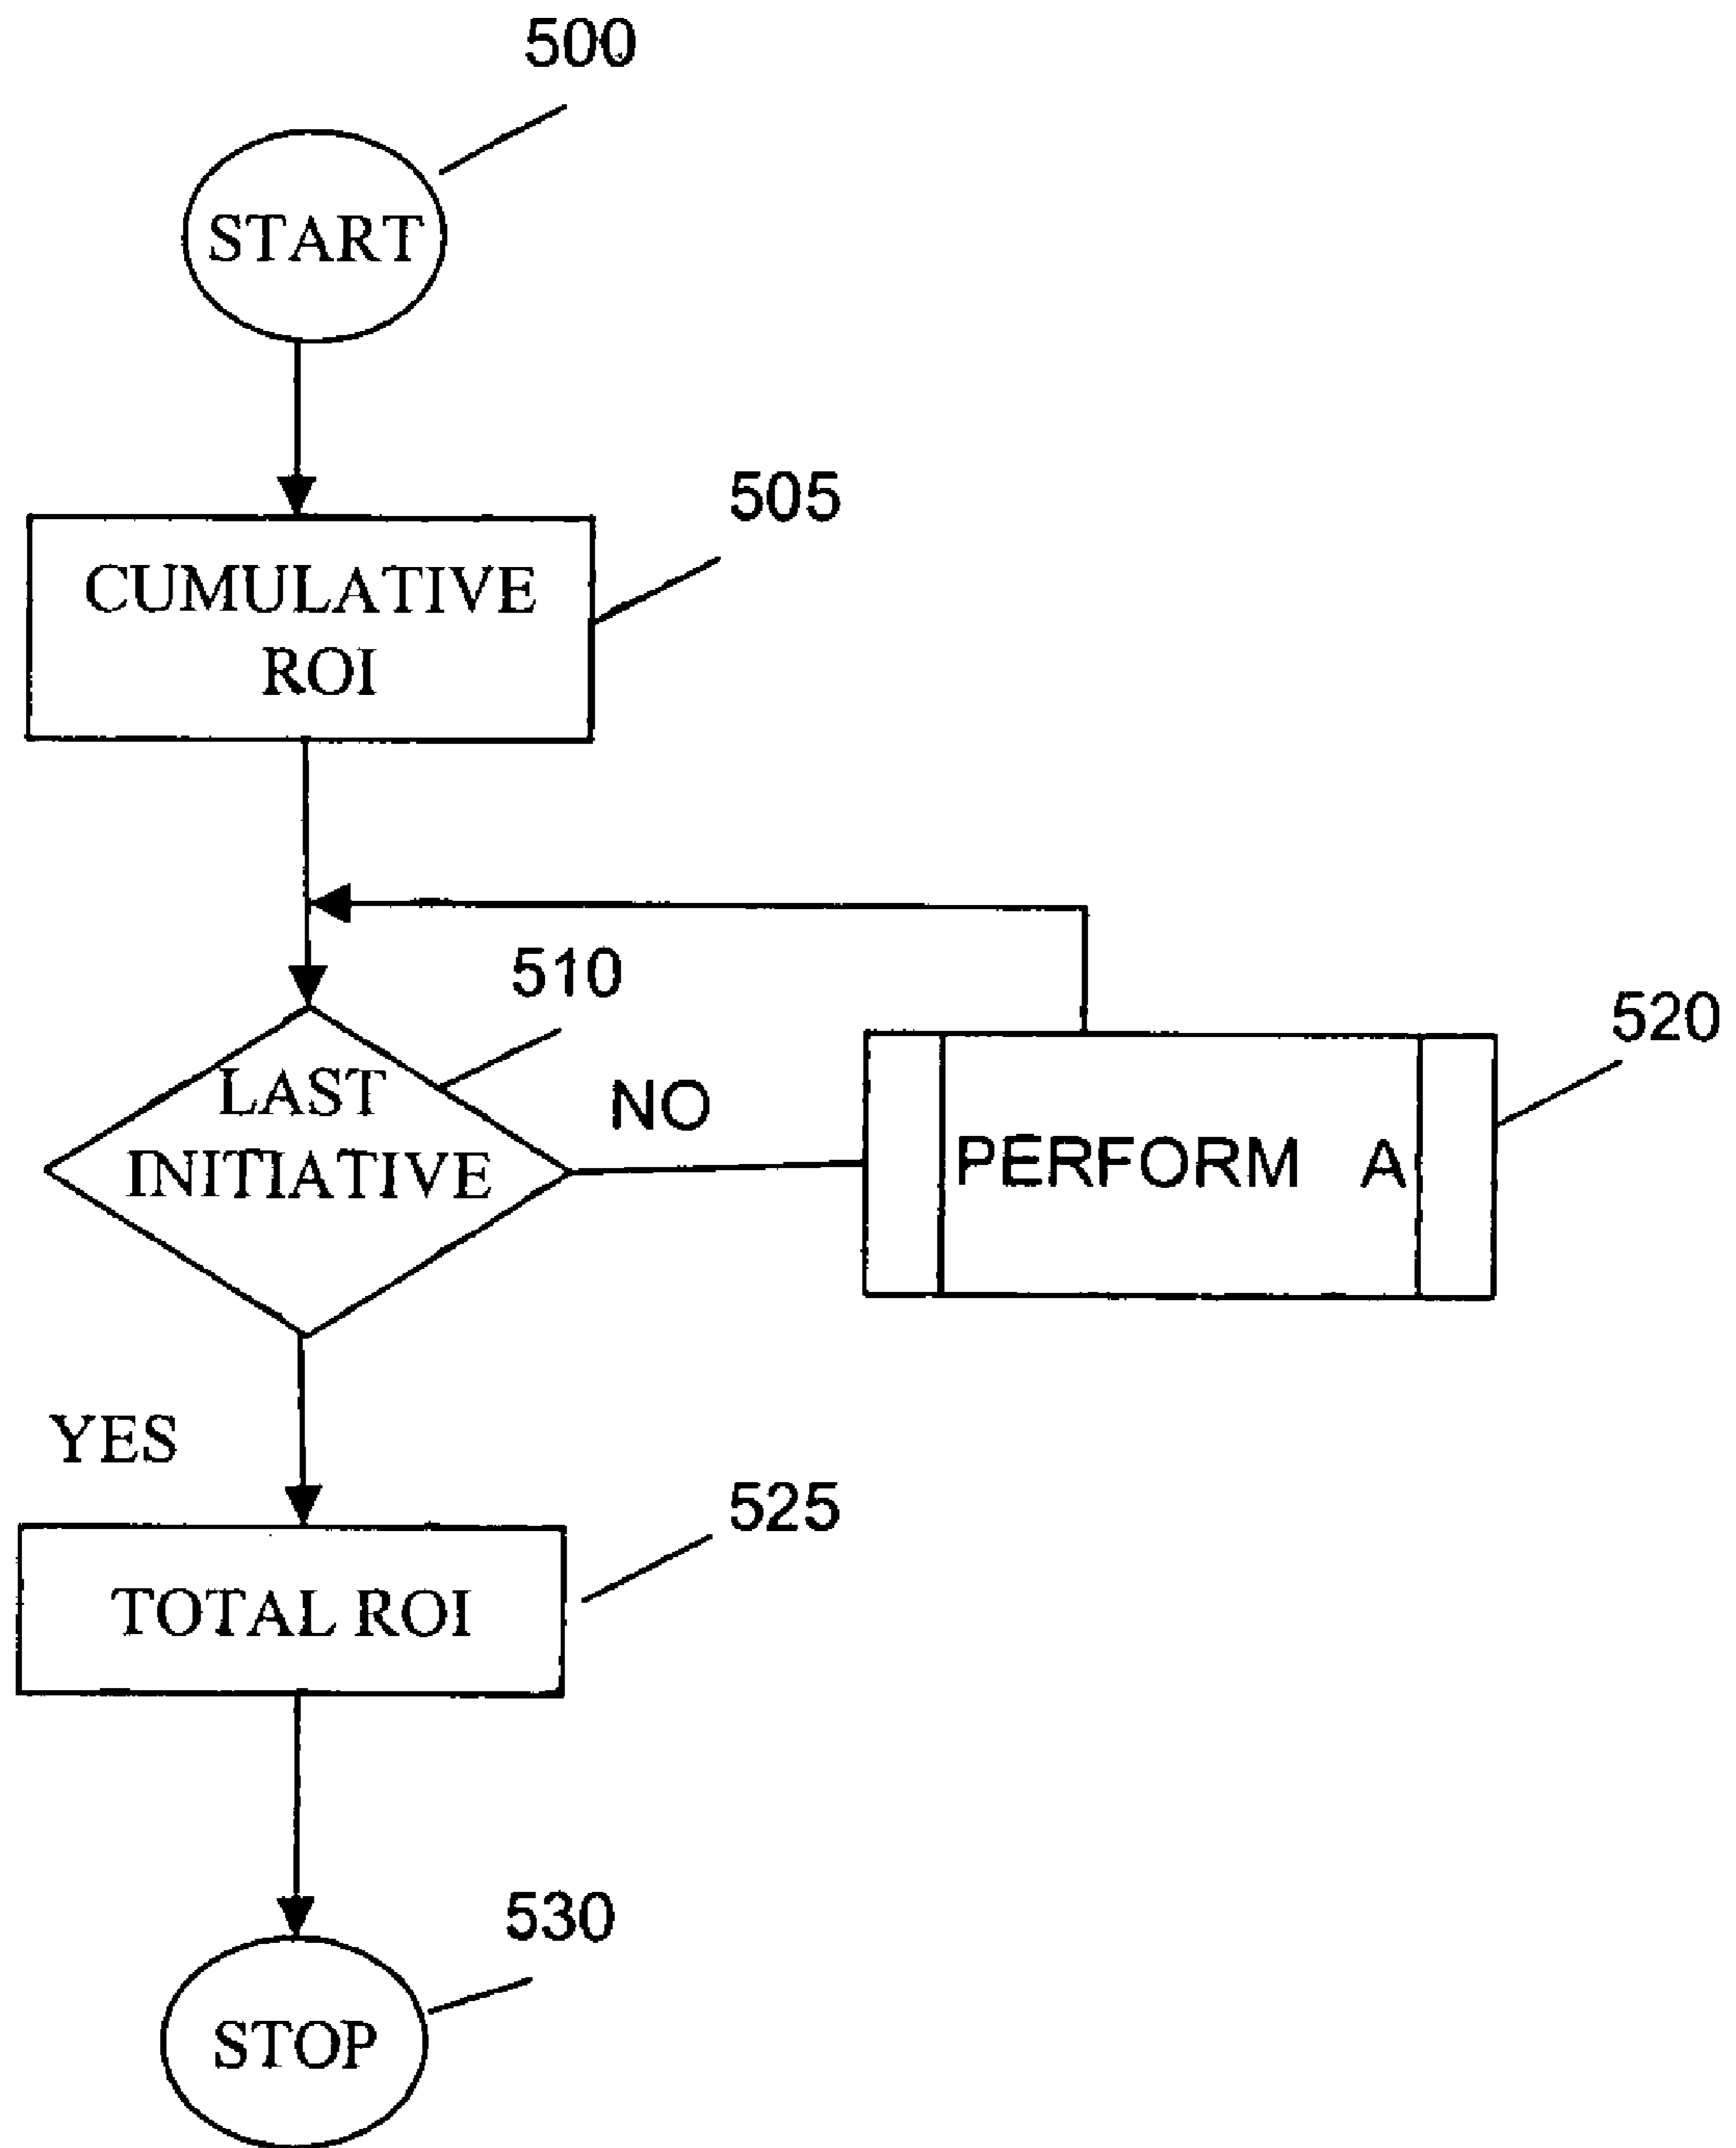 500
START
505
CUMULATIVE
ROI
510
LAST
INITIATIVE
NO
520
PERFORM A
YES
525
TOTAL ROI
530
STOP